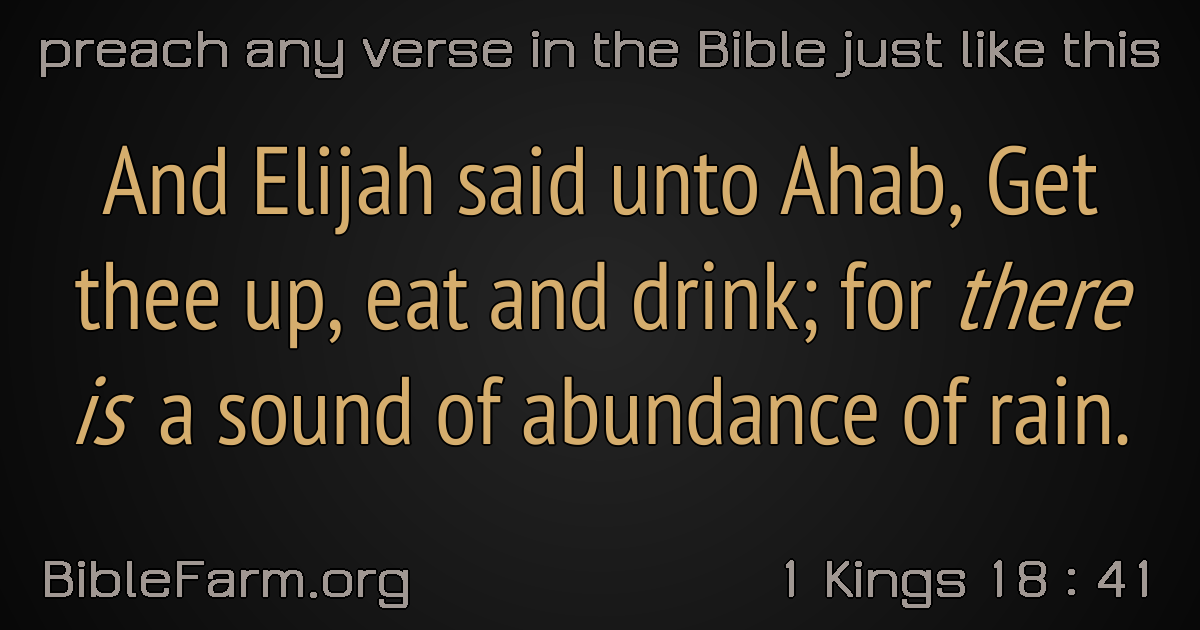 preach any verse in the Bible just like this
And Elijah said unto Ahab, Get
thee up, eat and drink; for there
is a sound of abundance of rain.
BibleFarm.org
1 Kings 18 : 41